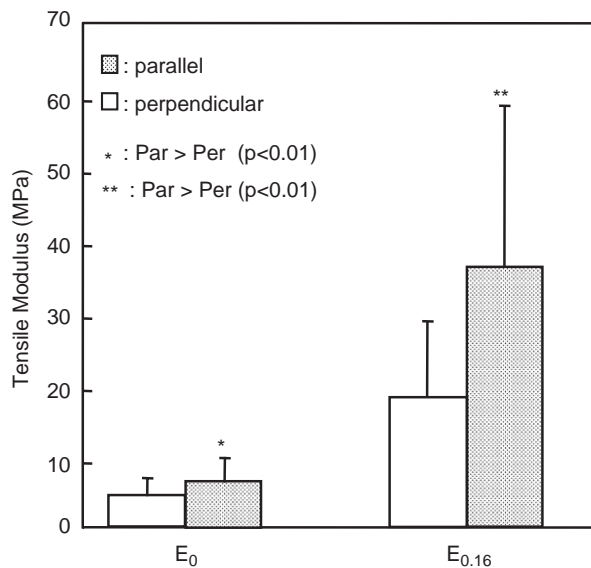 70
60
50
40
30
20
10
0
Tensile Modulus (MPa)
: parallel
: perpendicular
* : Par > Per (p<0.01)
** : Par > Per (p<0.01)
*
**
E0
E0.16